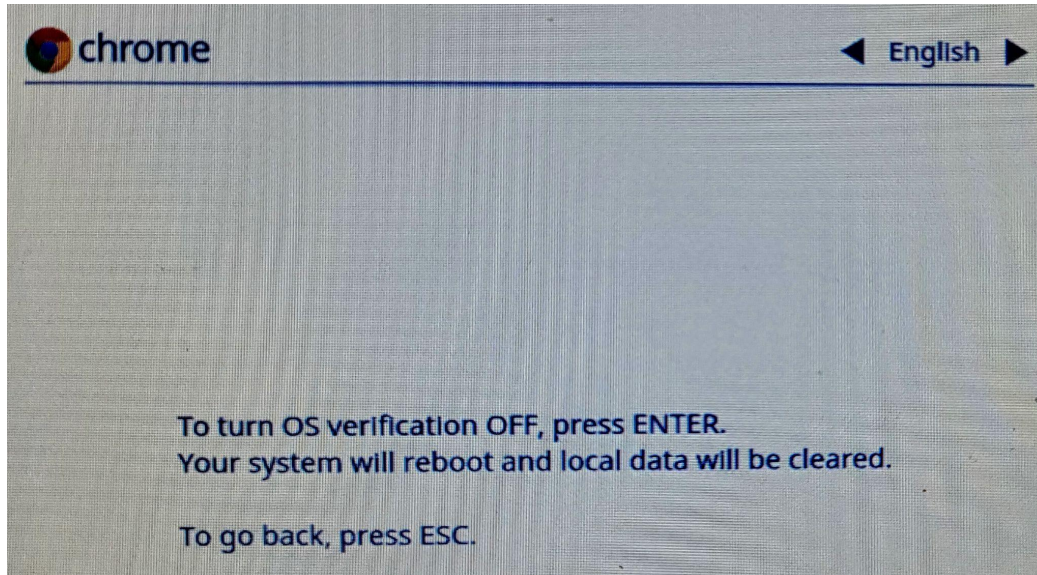 chrome
English
To turn OS verification OFF, press ENTER.
Your system will reboot and local data will be cleared.
To go back, press ESC.